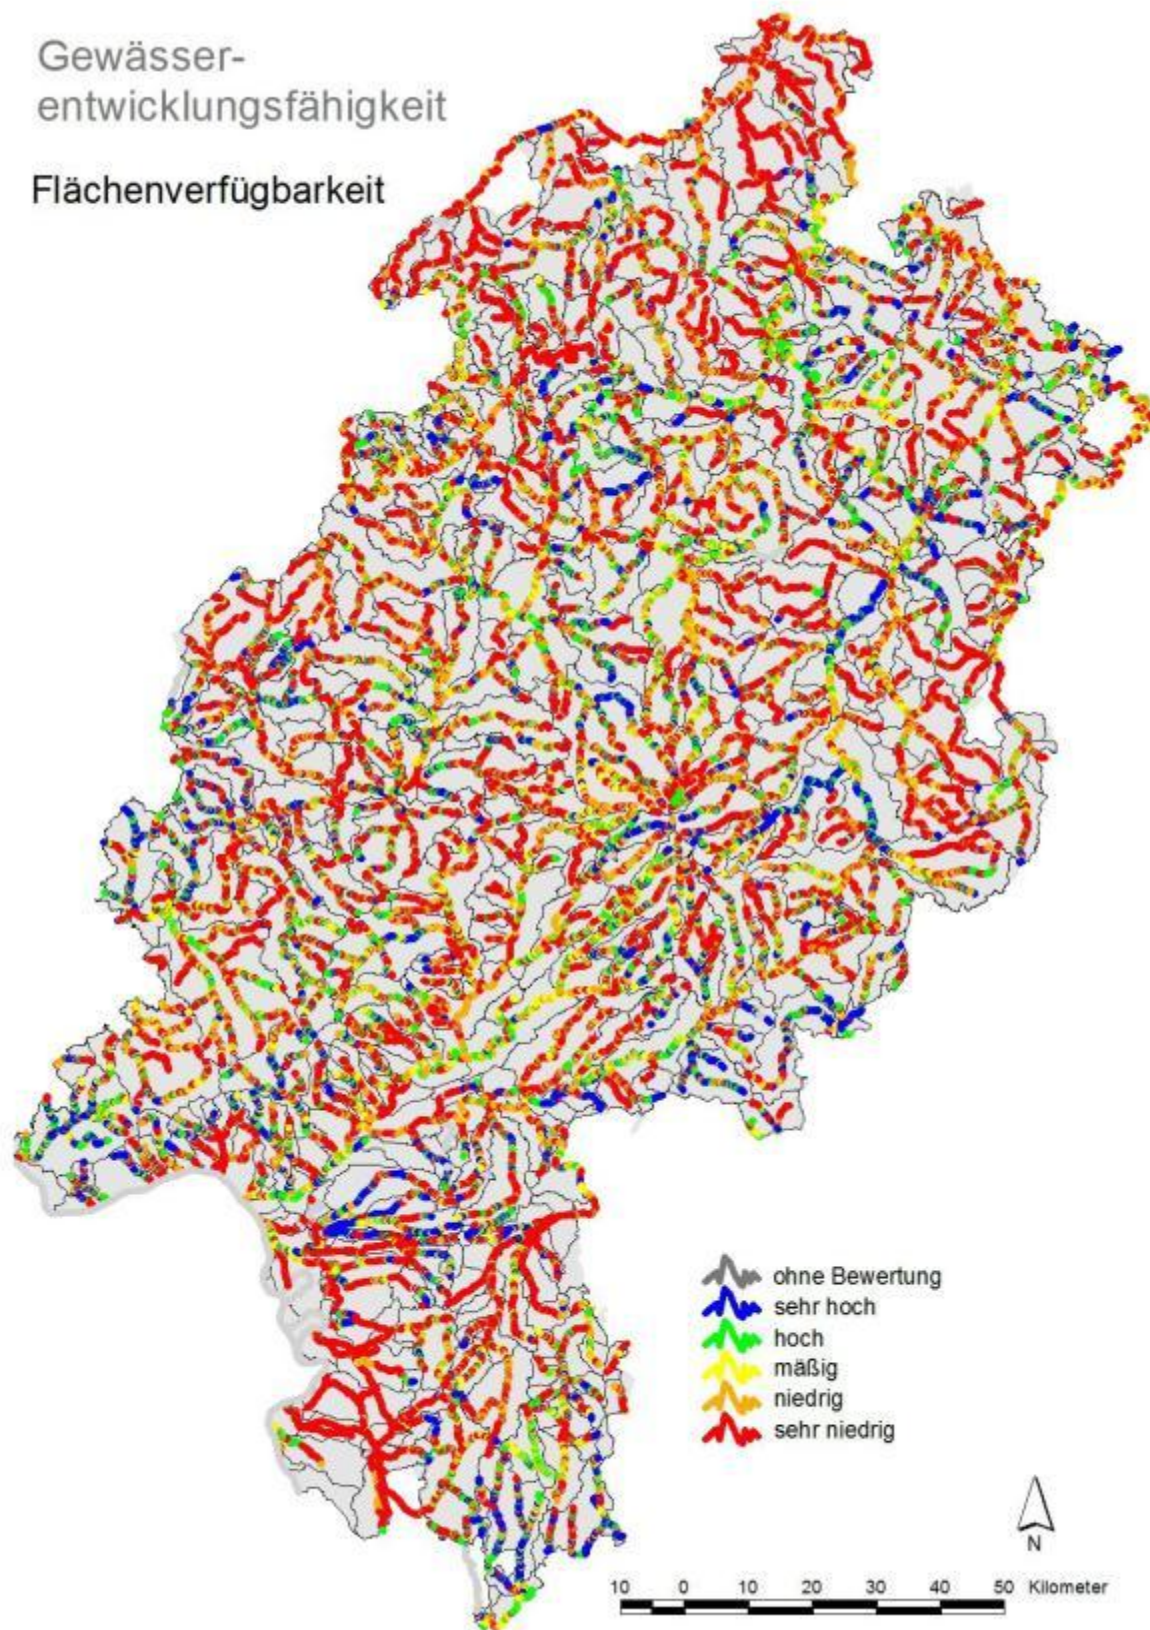 Gewässer-
entwicklungsfähigkeit
Flächenverfügbarkeit
ohne Bewertung
sehr hoch
hoch
mäßig
niedrig
sehr niedrig
N
10 0 10 20 30 40 50 Kilometer